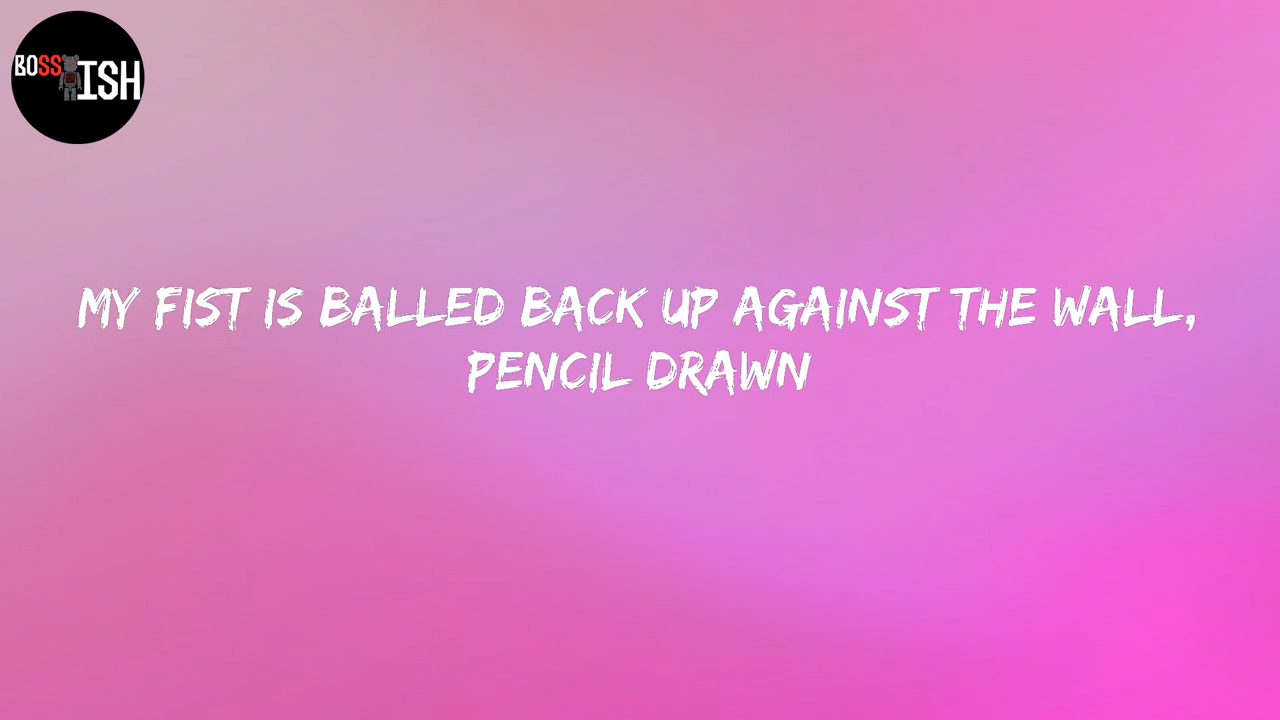 BOSS ISH
MY FIST IS BALLED BACK UP AGAINST THE WALL,
PENCIL DRAWN